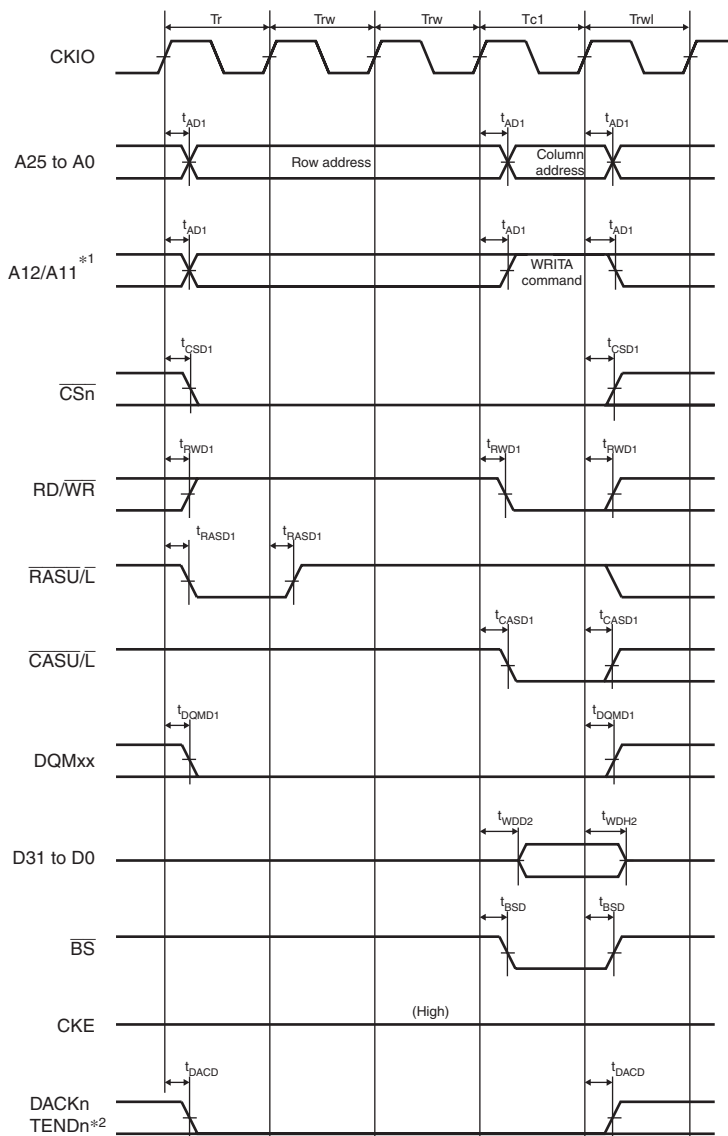 Tr Trw Trw Tc1 Trwl
CKIO
tAD1 tAD1 tAD1
A25 to A0 Row address Column address
tAD1 tAD1 tAD1
A12/A11 *1 WRITA command
tCSD1 tCSD1
CSn
tRWD1 tRWD1 tRWD1
RD/WR
tRASD1 tRASD1
RASU/L
tCASD1 tCASD1
CASU/L
tDQMD1 tDQMD1
DQMxx
tWDD2 tWDH2
D31 to D0
tBSD tBSD
BS
(High)
CKE
tDACD tDACD
DACKn
TENDn*2